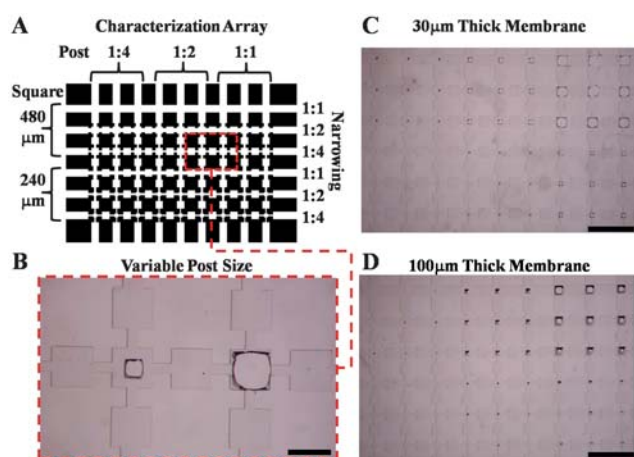 A
Characterization Array
Post 1:4 1:2 1:1
Square
480
μm
240
μm
1:1
1:2
1:4
1:1
1:2
1:4
Narrowing
B
Variable Post Size
C
30μm Thick Membrane
D
100μm Thick Membrane